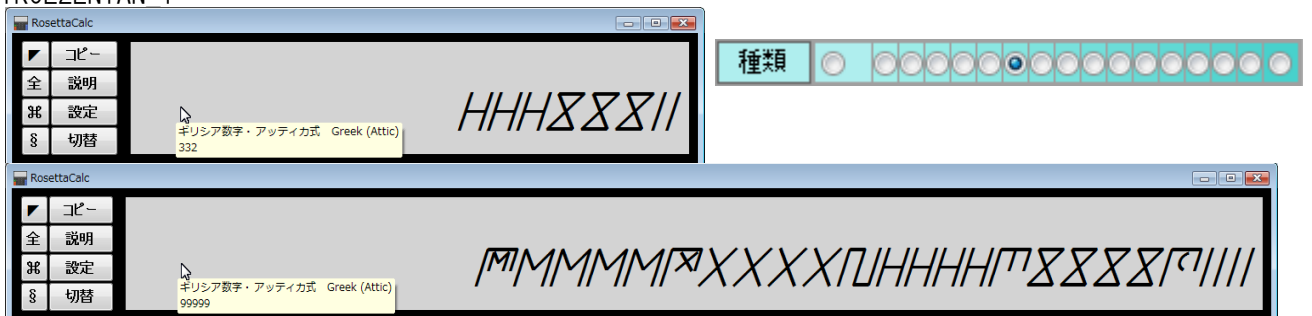 RosettaCalc
コピー
全 説明
⌘ 設定
§ 切替
HHHΔΔΔII
ギリシア数字・アッティカ式 Greek (Attic)
332
種類
RosettaCalc
コピー
全 説明
⌘ 設定
§ 切替
ギリシア数字・アッティカ式 Greek (Attic)
99999